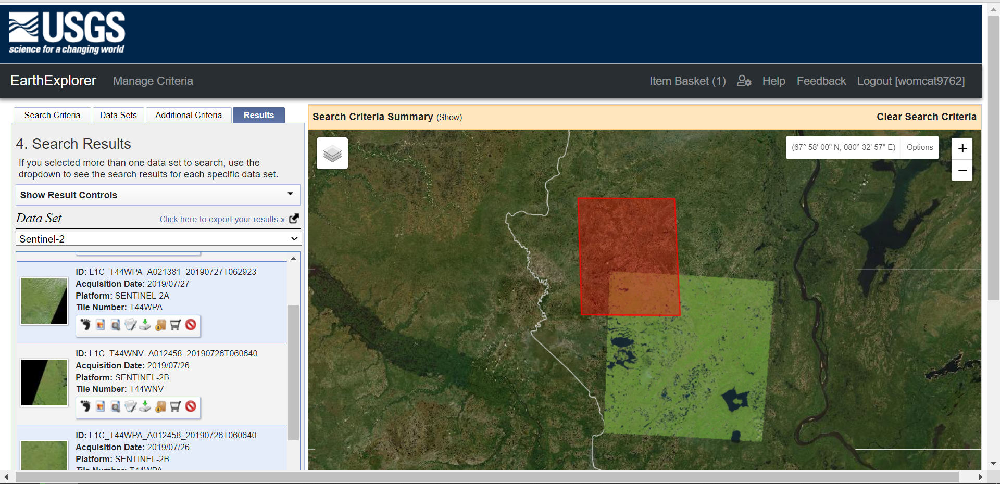 USGS
science for a changing world
EarthExplorer Manage Criteria Item Basket (1) Help Feedback Logout [womcat9762]
Search Criteria Data Sets Additional Criteria Results
4. Search Results
If you selected more than one data set to search, use the
dropdown to see the search results for each specific data set.
Show Result Controls
Data Set Click here to export your results »
Sentinel-2
ID: L1C_T44WPA_A021381_20190727T062923
Acquisition Date: 2019/07/27
Platform: SENTINEL-2A
Tile Number: T44WPA
ID: L1C_T44WNV_A012458_20190726T060640
Acquisition Date: 2019/07/26
Platform: SENTINEL-2B
Tile Number: T44WNV
ID: L1C_T44WPA_A012458_20190726T060640
Acquisition Date: 2019/07/26
Platform: SENTINEL-2B
Tile Number: T44WPA
Search Criteria Summary (Show) Clear Search Criteria
(67° 58' 00" N, 080° 32' 57" E) Options
+
−